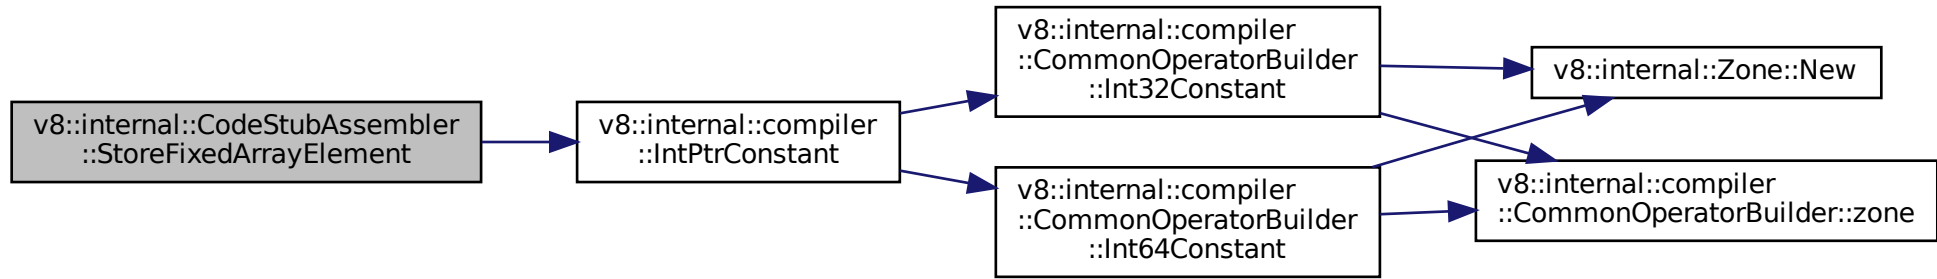 v8::internal::CodeStubAssembler
::StoreFixedArrayElement
v8::internal::compiler
::IntPtrConstant
v8::internal::compiler
::CommonOperatorBuilder
::Int32Constant
v8::internal::compiler
::CommonOperatorBuilder
::Int64Constant
v8::internal::Zone::New
v8::internal::compiler
::CommonOperatorBuilder::zone